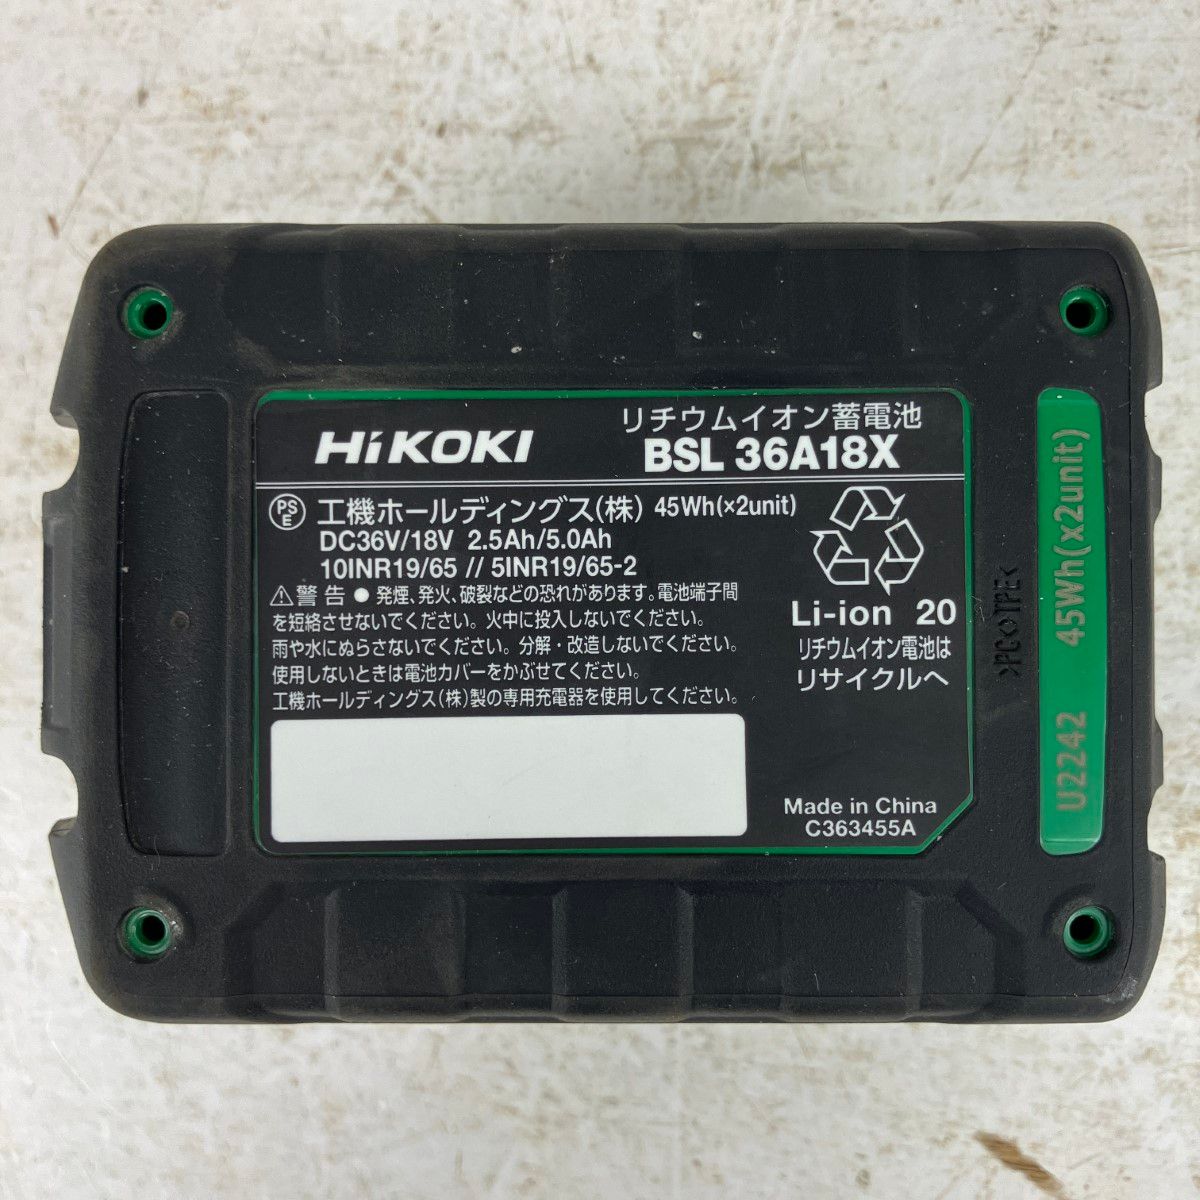 HiKOKI
リチウムイオン蓄電池
BSL 36A18X
PS E
工機ホールディングス(株) 45Wh(×2unit)
DC36V/18V 2.5Ah/5.0Ah
10INR19/65 // 5INR19/65-2
⚠警告 ● 発煙、発火、破裂などの恐れがあります。電池端子間
を短絡させないでください。火中に投入しないでください。
雨や水にぬらさないでください。分解・改造しないでください。
使用しないときは電池カバーをかぶせてください。
工機ホールディングス(株)製の専用充電器を使用してください。
Li-ion 20
リチウムイオン電池は
リサイクルへ
Made in China
C363455A
>PC+TPE<
U2242 45Wh(x2unit)